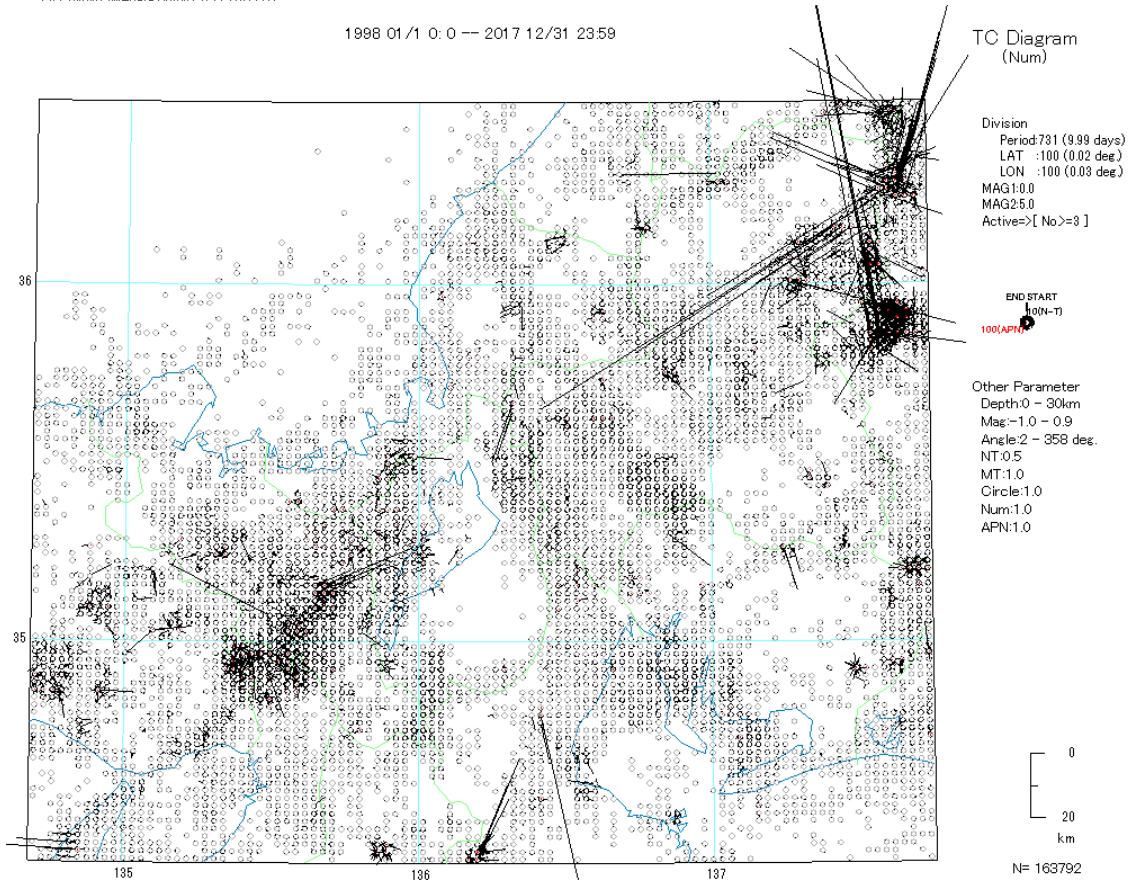 1998 01/1 0: 0 -- 2017 12/31 23:59
TC Diagram
(Num)
Division
Period:731 (9.99 days)
LAT :100 (0.02 deg.)
LON :100 (0.03 deg.)
MAG1:0.0
MAG2:5.0
Active=>[ No>=3 ]
36
END START
10(N-T)
100(APN)
Other Parameter
Depth:0 - 30km
Mag:-1.0 - 0.9
Angle:2 - 358 deg.
NT:0.5
MT:1.0
Circle:1.0
Num:1.0
APN:1.0
35
0
20
km
135
136
137
N= 163792